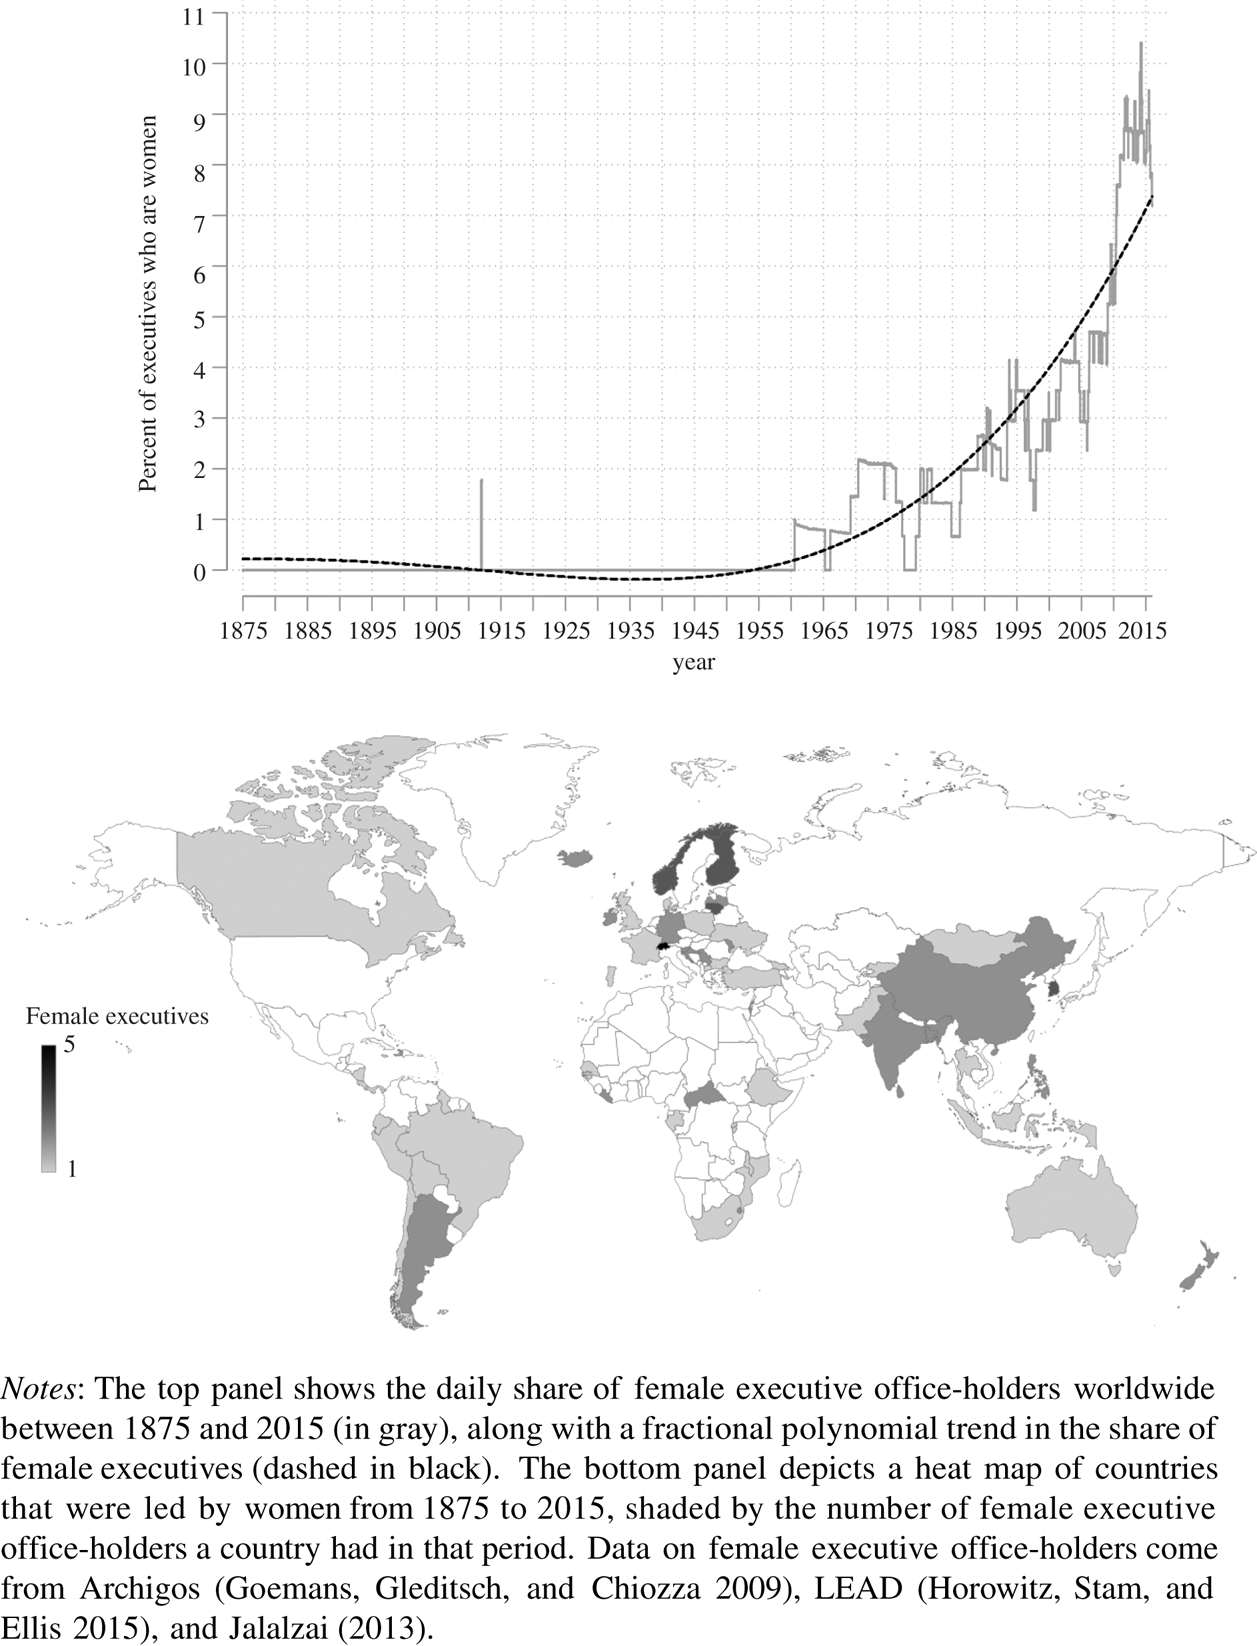 11
10
9
8
7
6
5
4
3
2
1
0
Percent of executives who are women
1875 1885 1895 1905 1915 1925 1935 1945 1955 1965 1975 1985 1995 2005 2015
year
Female executives
5
1
Notes: The top panel shows the daily share of female executive office-holders worldwide
between 1875 and 2015 (in gray), along with a fractional polynomial trend in the share of
female executives (dashed in black). The bottom panel depicts a heat map of countries
that were led by women from 1875 to 2015, shaded by the number of female executive
office-holders a country had in that period. Data on female executive office-holders come
from Archigos (Goemans, Gleditsch, and Chiozza 2009), LEAD (Horowitz, Stam, and
Ellis 2015), and Jalalzai (2013).